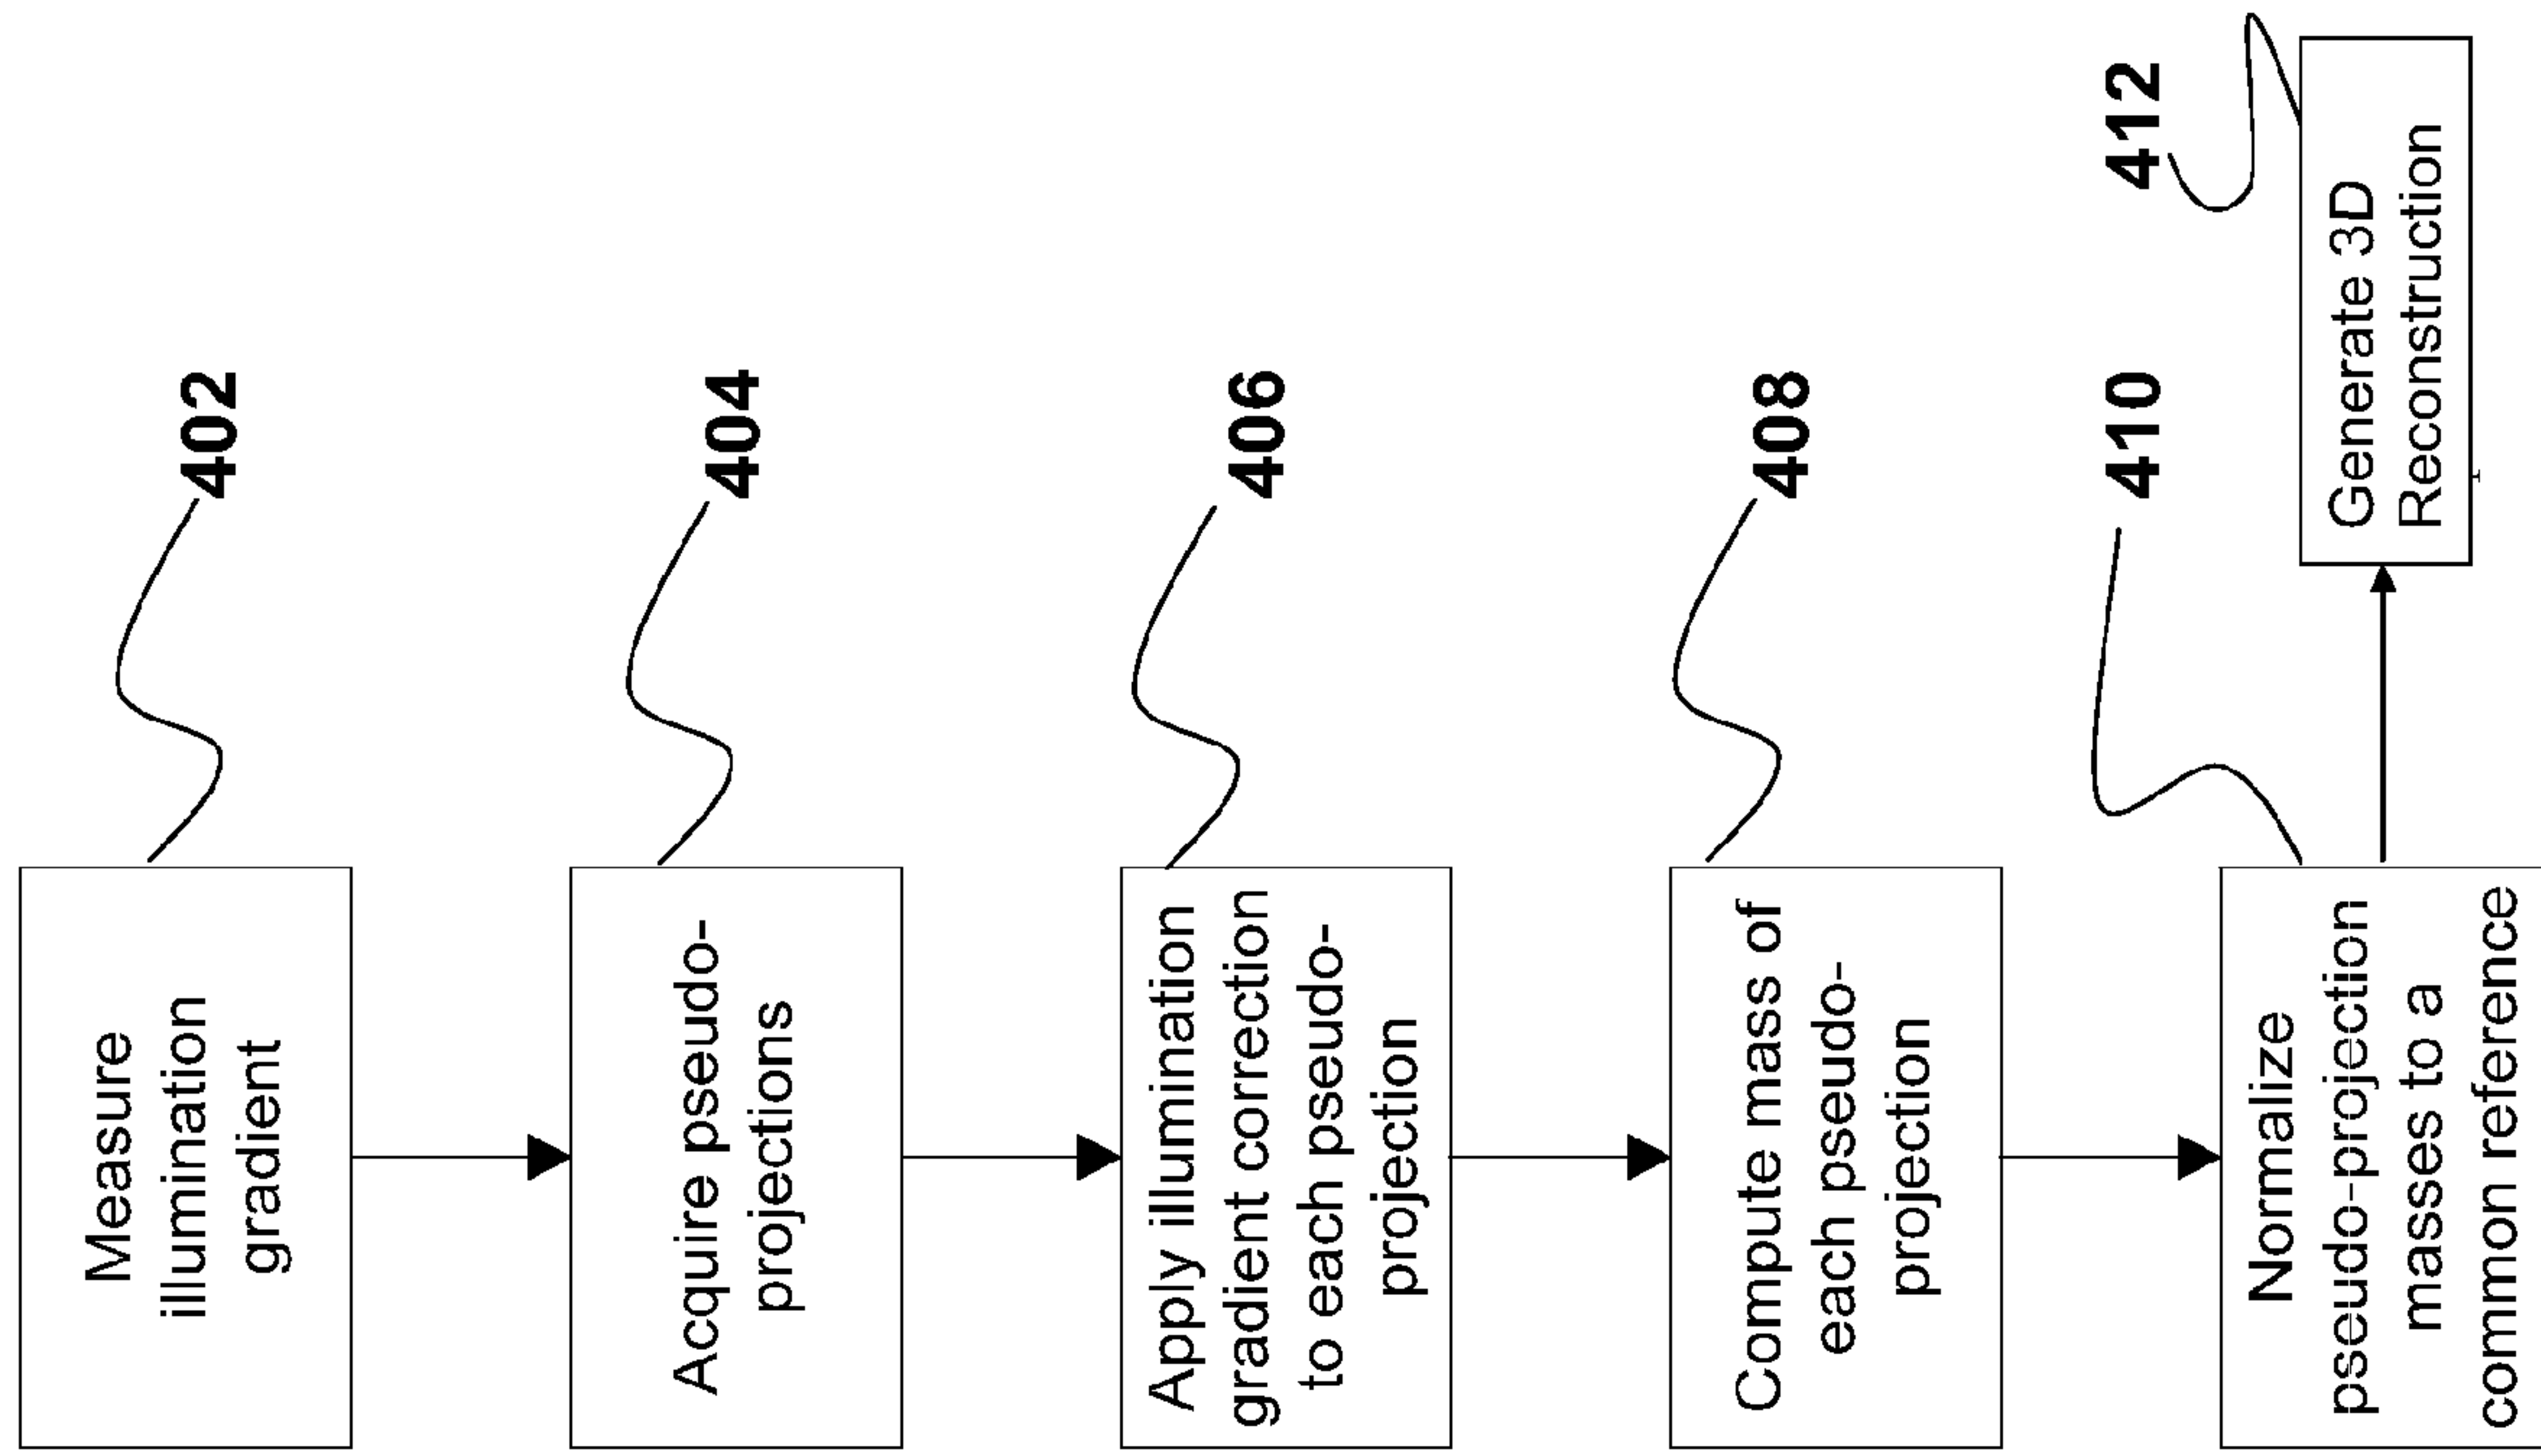 Measure
illumination
gradient
402
Acquire pseudo-
projections
404
Apply illumination
gradient correction
to each pseudo-
projection
406
Compute mass of
each pseudo-
projection
408
Normalize
pseudo-projection
masses to a
common reference
410
Generate 3D
Reconstruction
412